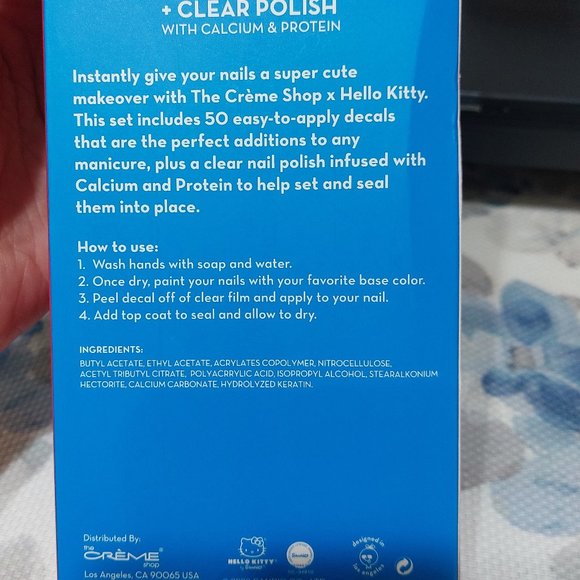 + CLEAR POLISH
WITH CALCIUM & PROTEIN
Instantly give your nails a super cute
makeover with The Crème Shop x Hello Kitty.
This set includes 50 easy-to-apply decals
that are the perfect additions to any
manicure, plus a clear nail polish infused with
Calcium and Protein to help set and seal
them into place.
How to use:
1. Wash hands with soap and water.
2. Once dry, paint your nails with your favorite base color.
3. Peel decal off of clear film and apply to your nail.
4. Add top coat to seal and allow to dry.
INGREDIENTS:
BUTYL ACETATE, ETHYL ACETATE, ACRYLATES COPOLYMER, NITROCELLULOSE,
ACETYL TRIBUTYL CITRATE, POLYACRRYLIC ACID, ISOPROPYL ALCOHOL, STEARALKONIUM
HECTORITE, CALCIUM CARBONATE, HYDROLYZED KERATIN.
Distributed By:
the
CRÈME
shop
Los Angeles, CA 90065 USA
HELLO KITTY
by Sanrio
Sanrio
designed in
los angeles